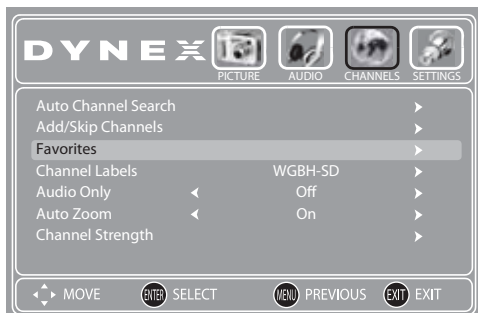 DYNEX
PICTURE AUDIO CHANNELS SETTINGS
Auto Channel Search
Add/Skip Channels
Favorites
Channel Labels WGBH-SD
Audio Only Off
Auto Zoom On
Channel Strength
MOVE ENTER SELECT MENU PREVIOUS EXIT EXIT